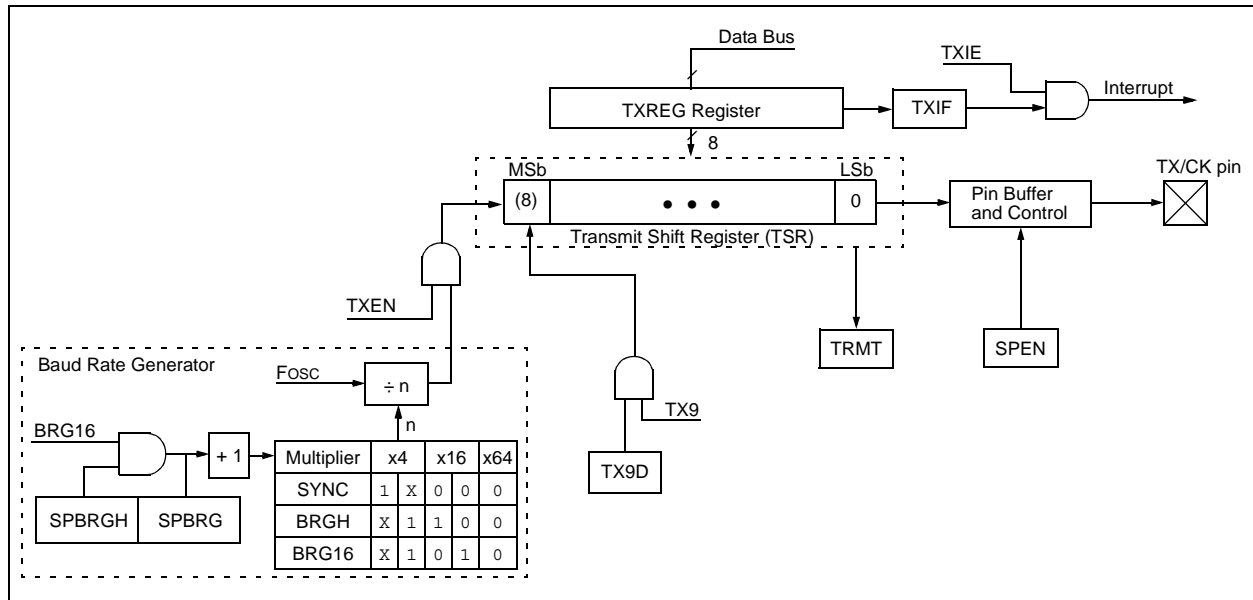 Data Bus
TXIE
Interrupt
TXREG Register
TXIF
8
MSb
LSb
TX/CK pin
(8)
• • •
0
Pin Buffer
and Control
Transmit Shift Register (TSR)
TXEN
TRMT
SPEN
Baud Rate Generator
FOSC
÷ n
n
TX9
BRG16
+ 1
Multiplier x4 x16 x64
TX9D
SYNC 1 X 0 0 0
SPBRGH SPBRG
BRGH X 1 1 0 0
BRG16 X 1 0 1 0